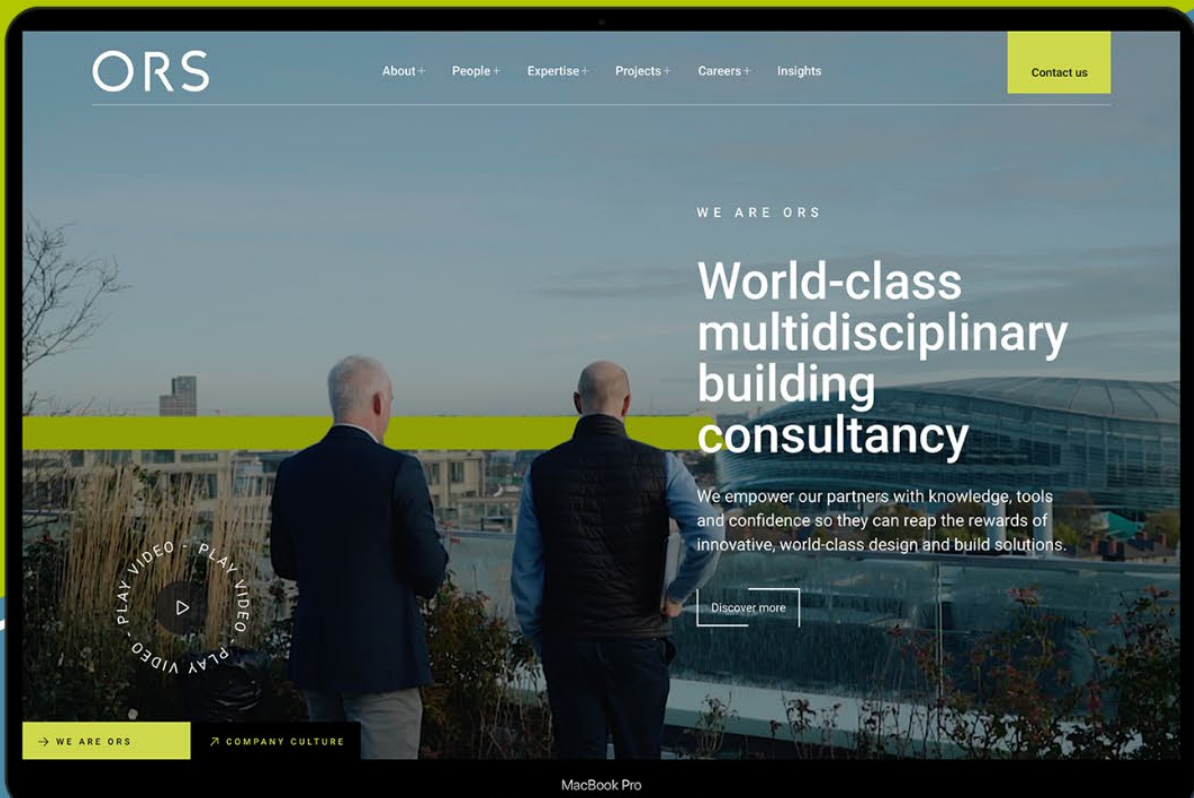 ORS
About +
People +
Expertise +
Projects +
Careers +
Insights
Contact us
WE ARE ORS
World-class
multidisciplinary
building
consultancy
We empower our partners with knowledge, tools
and confidence so they can reap the rewards of
innovative, world-class design and build solutions.
Discover more
PLAY VIDEO - PLAY VIDEO - PLAY VIDEO -
→ WE ARE ORS
↗ COMPANY CULTURE
MacBook Pro